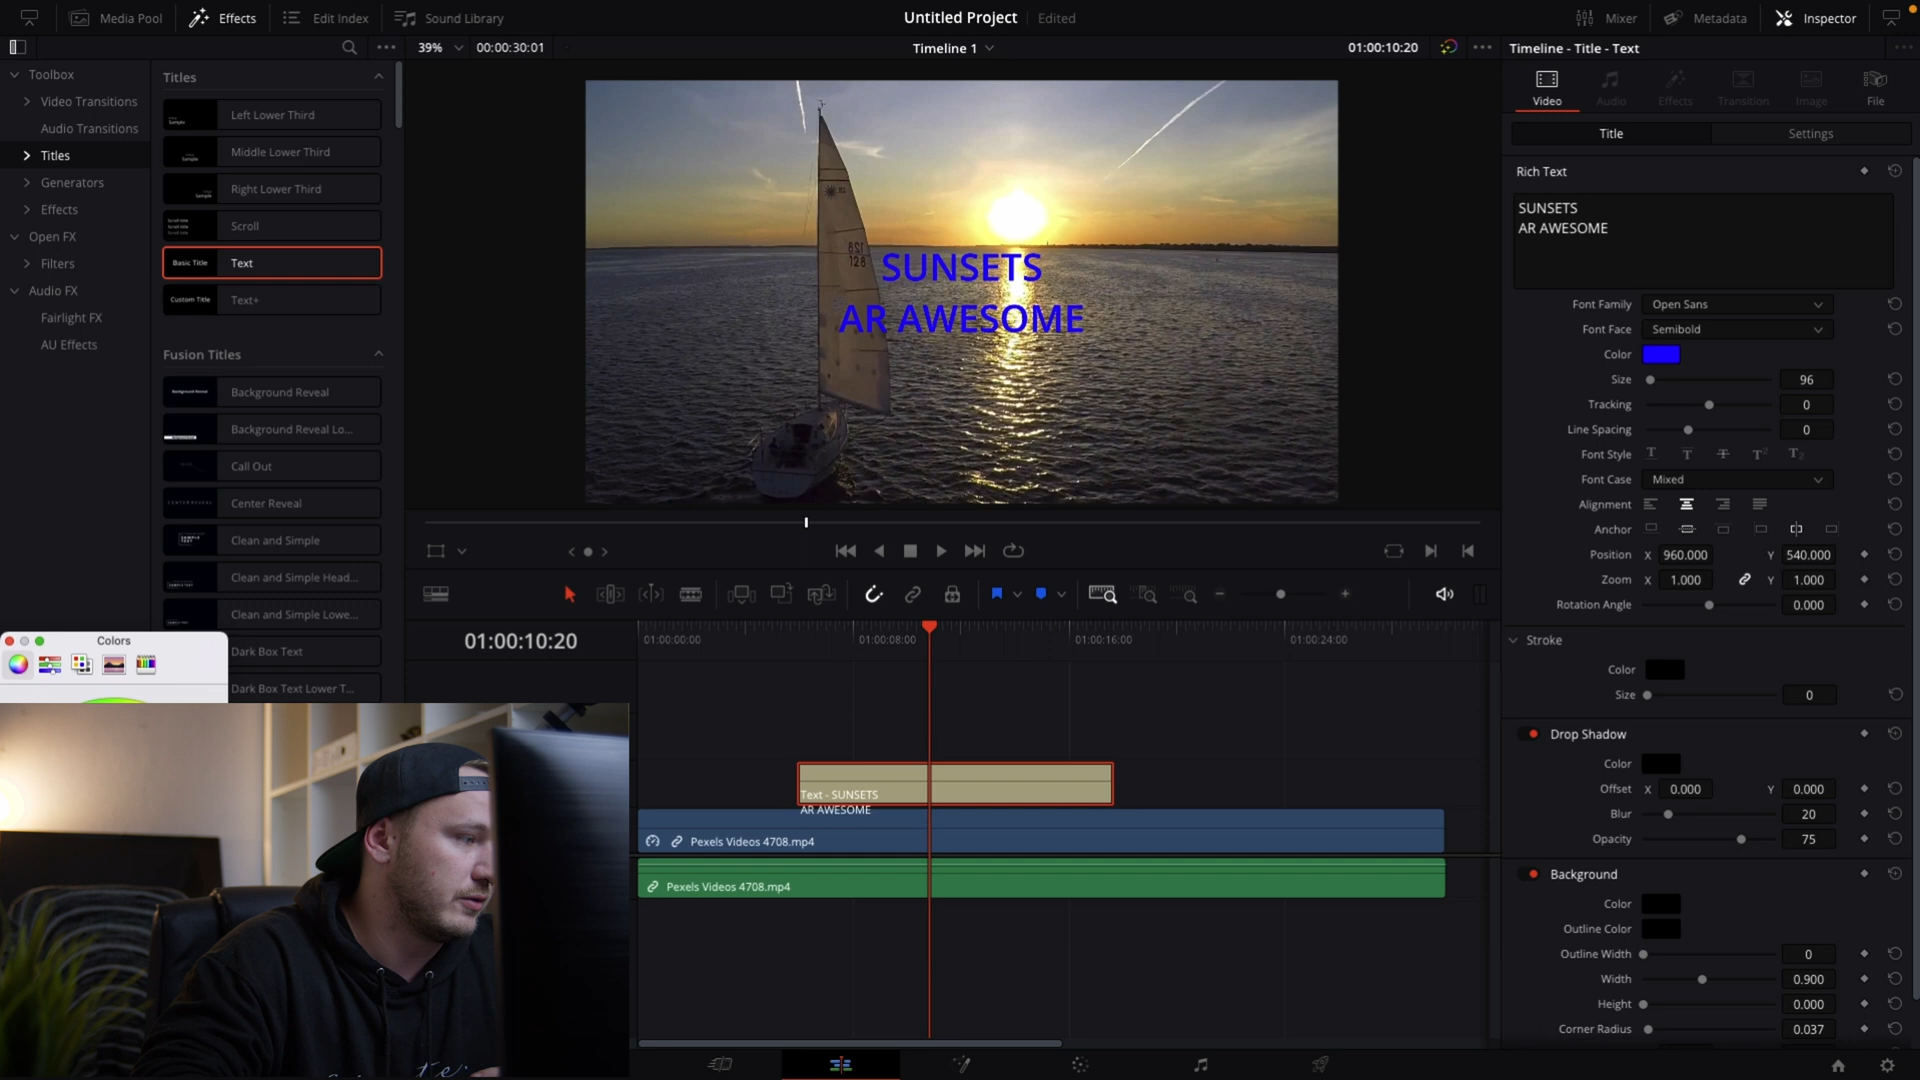 Media Pool
Effects
Edit Index
Sound Library
Untitled Project
Edited
Mixer
Metadata
Inspector
39%
00:00:30:01
Timeline 1
01:00:10:20
Timeline - Title - Text
Toolbox
Video Transitions
Audio Transitions
Titles
Generators
Effects
Open FX
Filters
Audio FX
Fairlight FX
AU Effects
Titles
Left Lower Third
Middle Lower Third
Right Lower Third
Scroll
Basic Title
Text
Custom Title
Text+
Fusion Titles
Background Reveal
Background Reveal Lo...
Call Out
Center Reveal
Clean and Simple
Clean and Simple Head...
Clean and Simple Lowe...
Dark Box Text
Dark Box Text Lower T...
Colors
128
128
SUNSETS
AR AWESOME
01:00:10:20
01:00:00:00
01:00:08:00
01:00:16:00
01:00:24:00
Text - SUNSETS
AR AWESOME
Pexels Videos 4708.mp4
Pexels Videos 4708.mp4
Video
Audio
Effects
Transition
Image
File
Title
Settings
Rich Text
SUNSETS
AR AWESOME
Font Family Open Sans
Font Face Semibold
Color
Size 96
Tracking 0
Line Spacing 0
Font Style T T T T2 T2
Font Case Mixed
Alignment
Anchor
Position X 960.000 Y 540.000
Zoom X 1.000 Y 1.000
Rotation Angle 0.000
Stroke
Color
Size 0
Drop Shadow
Color
Offset X 0.000 Y 0.000
Blur 20
Opacity 75
Background
Color
Outline Color
Outline Width 0
Width 0.900
Height 0.000
Corner Radius 0.037